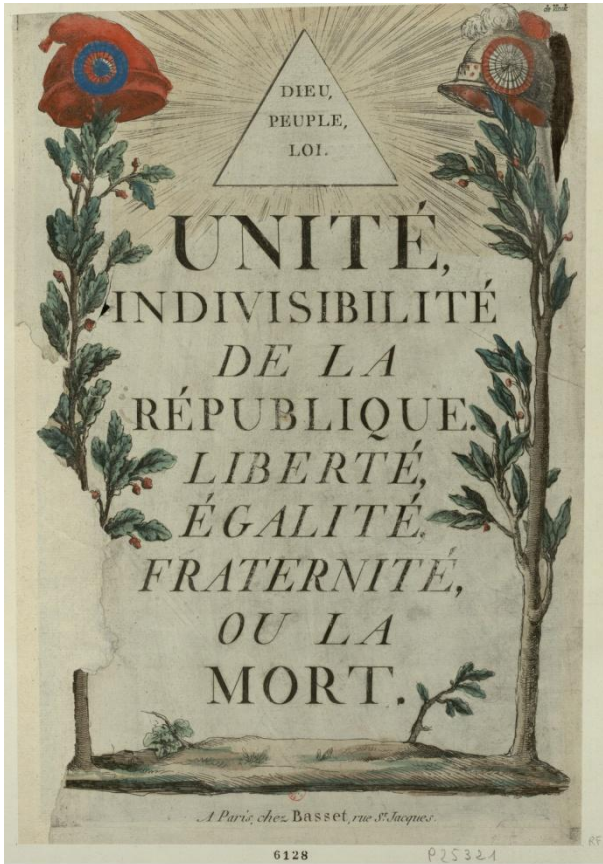 DIEU,
PEUPLE,
LOI.
UNITÉ,
INDIVISIBILITÉ
DE LA
RÉPUBLIQUE.
LIBERTÉ,
ÉGALITÉ,
FRATERNITÉ,
OU LA
MORT.
A Paris, chez Basset, rue St. Jacques.
6128
P25321
RF